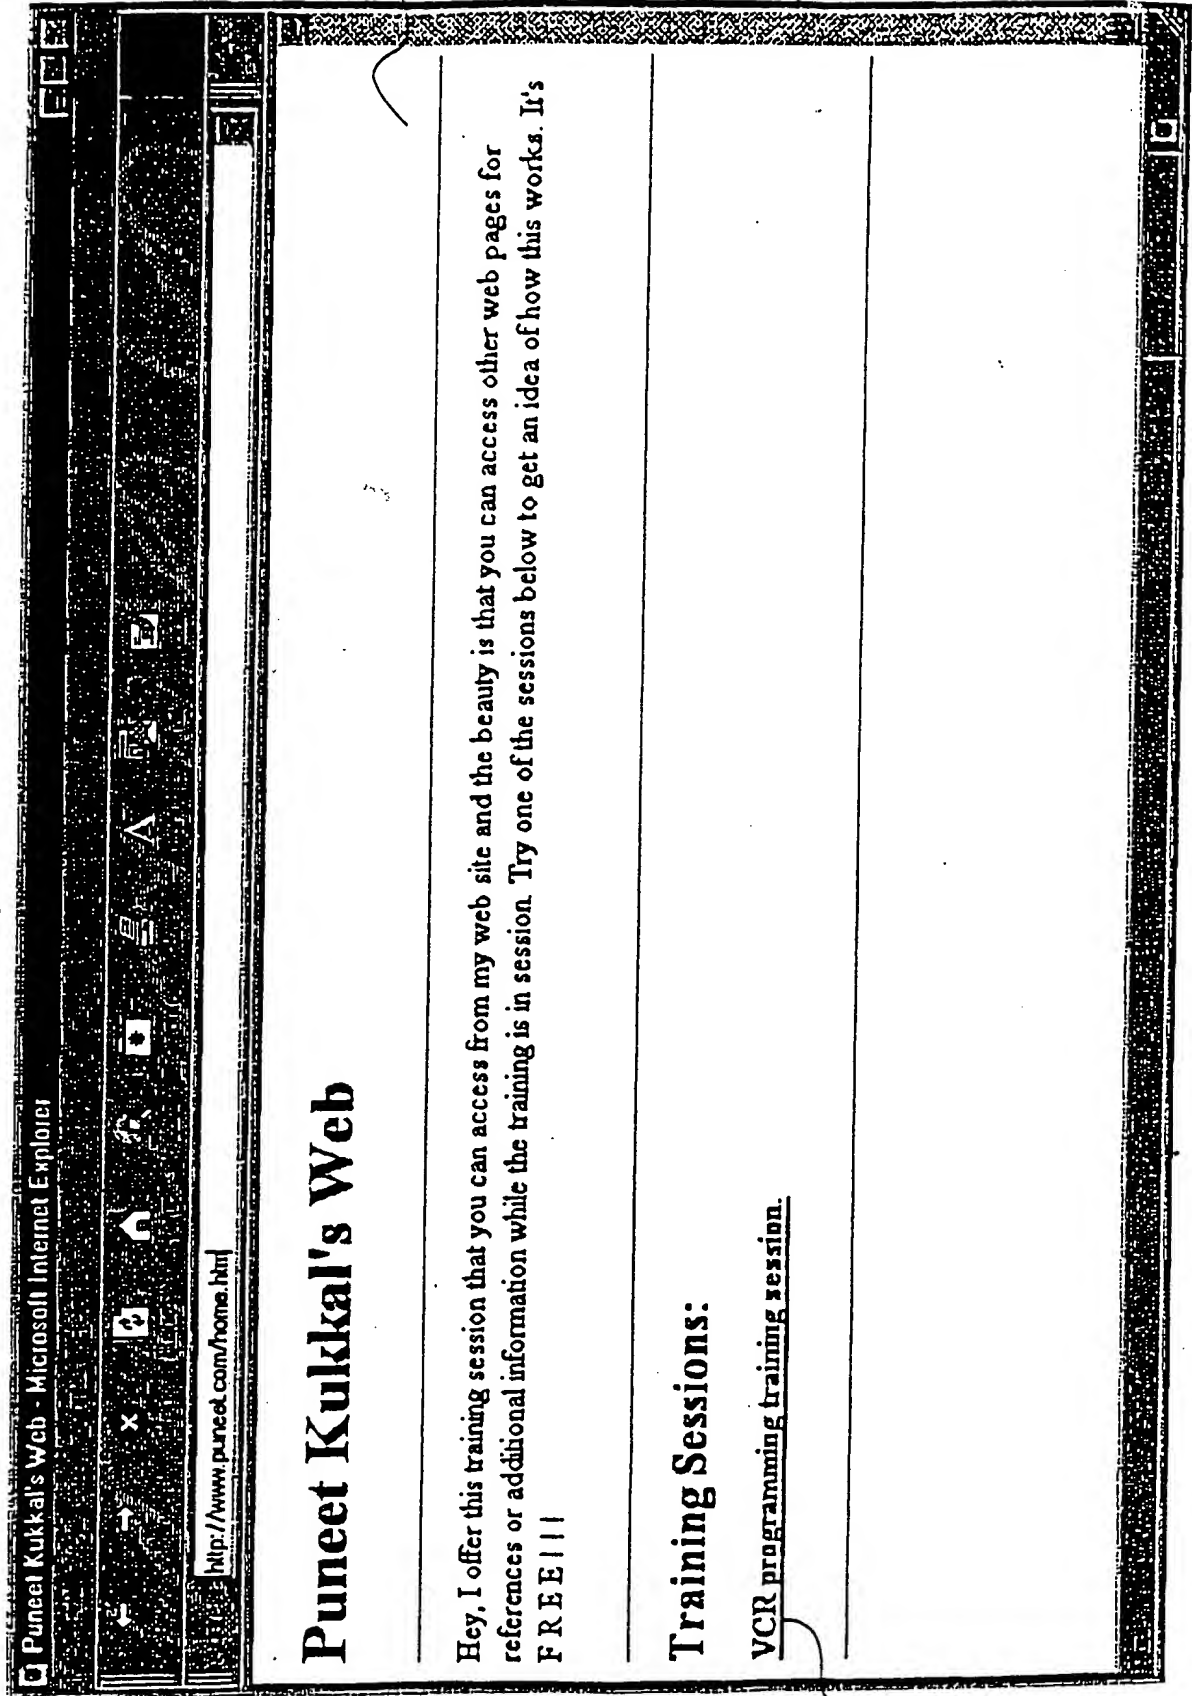 Puneet Kukkal's Web - Microsoft Internet Explorer
http://www.puneet.com/home.htm
Puneet Kukkal's Web
Hey, I offer this training session that you can access from my web site and the beauty is that you can access other web pages for
references or additional information while the training is in session. Try one of the sessions below to get an idea of how this works. It's
F R E E ! ! !
Training Sessions:
VCR programming training session.